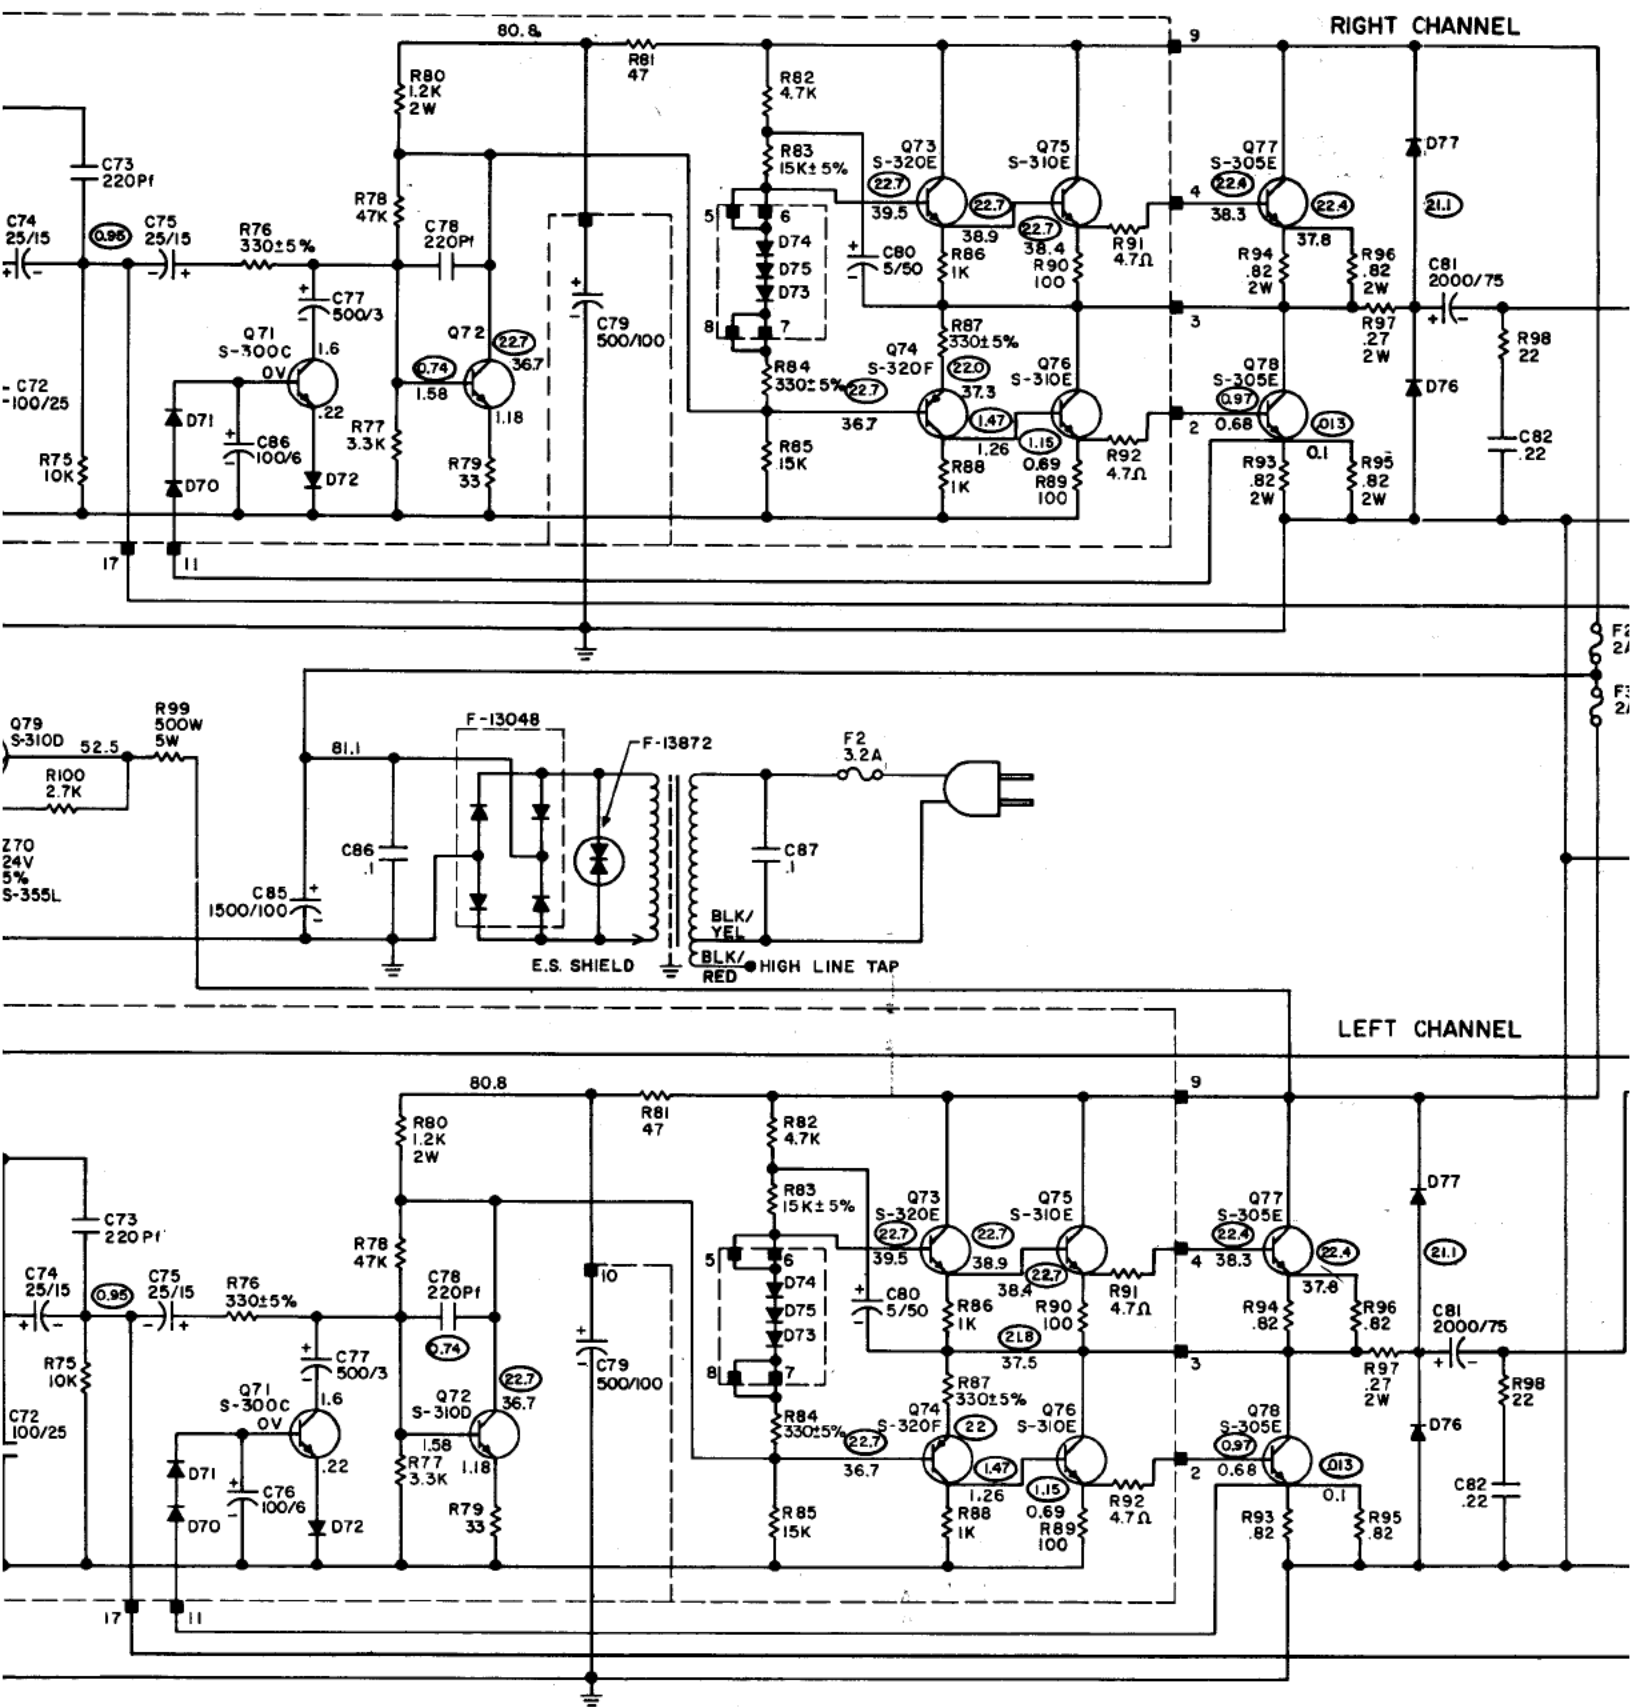 RIGHT CHANNEL
80.8
9
R81
47
R80
1.2K
2W
R82
4.7K
C73
220Pf
R83
15K±5%
Q73
S-320E
Q75
S-310E
Q77
S-305E
D77
R78
47K
C78
220Pf
22.7
39.5
22.7
38.9
22.7
38.4
4
22.4
38.3
22.4
37.8
21.1
C74
25/15
+ -
0.95
C75
25/15
- +
R76
330±5%
5
6
D74
D75
D73
8
7
+
C80
5/50
-
R86
1K
R90
100
R91
4.7Ω
R94
.82
2W
R96
.82
2W
C81
2000/75
+ -
+
C77
500/3
-
+
C79
500/100
-
3
R97
.27
2W
R98
22
Q71
S-300C
1.6
0V
.22
Q72
22.7
36.7
0.74
1.58
1.18
R87
330±5%
Q74
S-320F
22.0
37.3
Q76
S-310E
Q78
S-305E
D76
R84
330±5%
22.7
36.7
1.47
1.26
1.15
0.69
2
0.97
0.68
.013
0.1
- C72
-100/25
D71
D70
+
C86
100/6
-
D72
R77
3.3K
R79
33
R75
10K
R85
15K
R88
1K
R89
100
R92
4.7Ω
R93
.82
2W
R95
.82
2W
C82
.22
17
11
F2
F3
Q79
S-310D
52.5
R99
500W
5W
R100
2.7K
81.1
F-13048
F-13872
F2
3.2A
Z70
24V
5%
S-355L
C86
.1
C85
1500/100
+
-
C87
.1
BLK/
YEL
BLK/
RED
E.S. SHIELD
HIGH LINE TAP
LEFT CHANNEL
80.8
9
R81
47
R80
1.2K
2W
R82
4.7K
C73
220Pf
R83
15K±5%
Q73
S-320E
Q75
S-310E
Q77
S-305E
D77
R78
47K
C78
220Pf
0.74
22.7
39.5
22.7
38.9
22.7
38.4
4
22.4
38.3
22.4
37.8
21.1
C74
25/15
+ -
0.95
C75
25/15
- +
R76
330±5%
10
5
6
D74
D75
D73
8
7
+
C80
5/50
-
R86
1K
R90
100
R91
4.7Ω
R94
.82
R96
.82
C81
2000/75
+ -
21.8
37.5
3
R97
.27
2W
R98
22
R75
10K
+
C77
500/3
-
+
C79
500/100
-
Q71
S-300C
1.6
0V
.22
Q72
S-310D
22.7
36.7
1.58
1.18
R87
330±5%
Q74
S-320F
22
Q76
S-310E
Q78
S-305E
D76
R84
330±5%
22.7
36.7
1.47
1.26
1.15
0.69
2
0.97
0.68
.013
0.1
C72
100/25
D71
D70
+
C76
100/6
-
D72
R77
3.3K
R79
33
R85
15K
R88
1K
R89
100
R92
4.7Ω
R93
.82
R95
.82
C82
.22
17
11